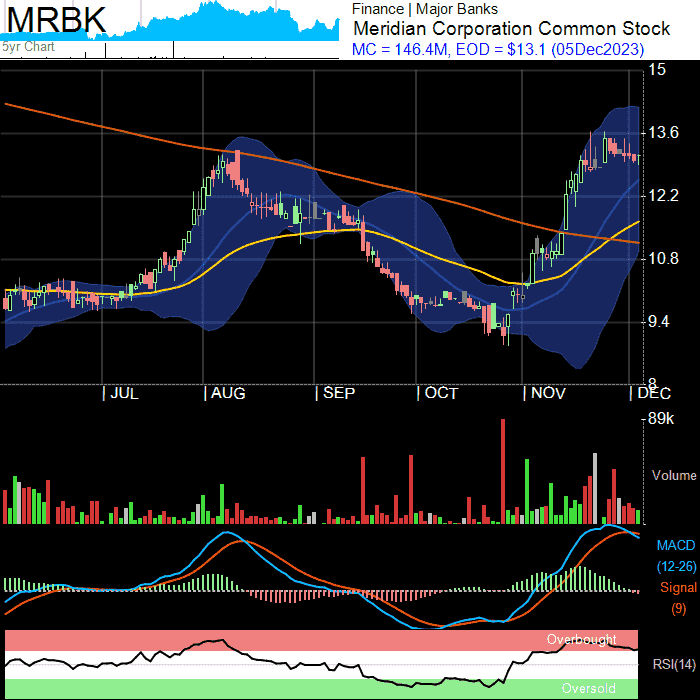 MRBK
5yr Chart
Finance | Major Banks
Meridian Corporation Common Stock
MC = 146.4M, EOD = $13.1 (05Dec2023)
15
13.6
12.2
10.8
9.4
8
JUL AUG SEP OCT NOV DEC
89k
Volume
MACD
(12-26)
Signal
(9)
Overbought
RSI(14)
Oversold